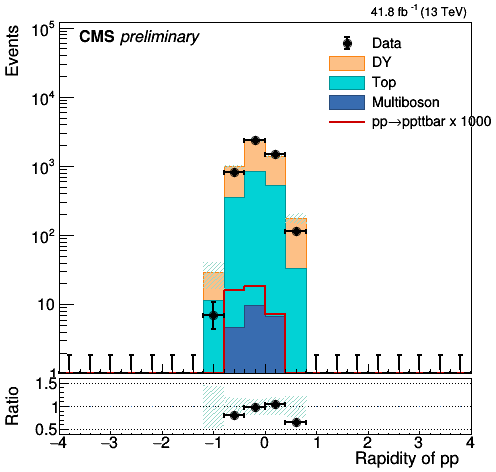 41.8 fb⁻¹ (13 TeV)
CMS preliminary
Events
10⁵
10⁴
10³
10²
10
1
Data
DY
Top
Multiboson
pp→ppttbar x 1000
Ratio
1.5
1
0.5
−4 −3 −2 −1 0 1 2 3 4
Rapidity of pp